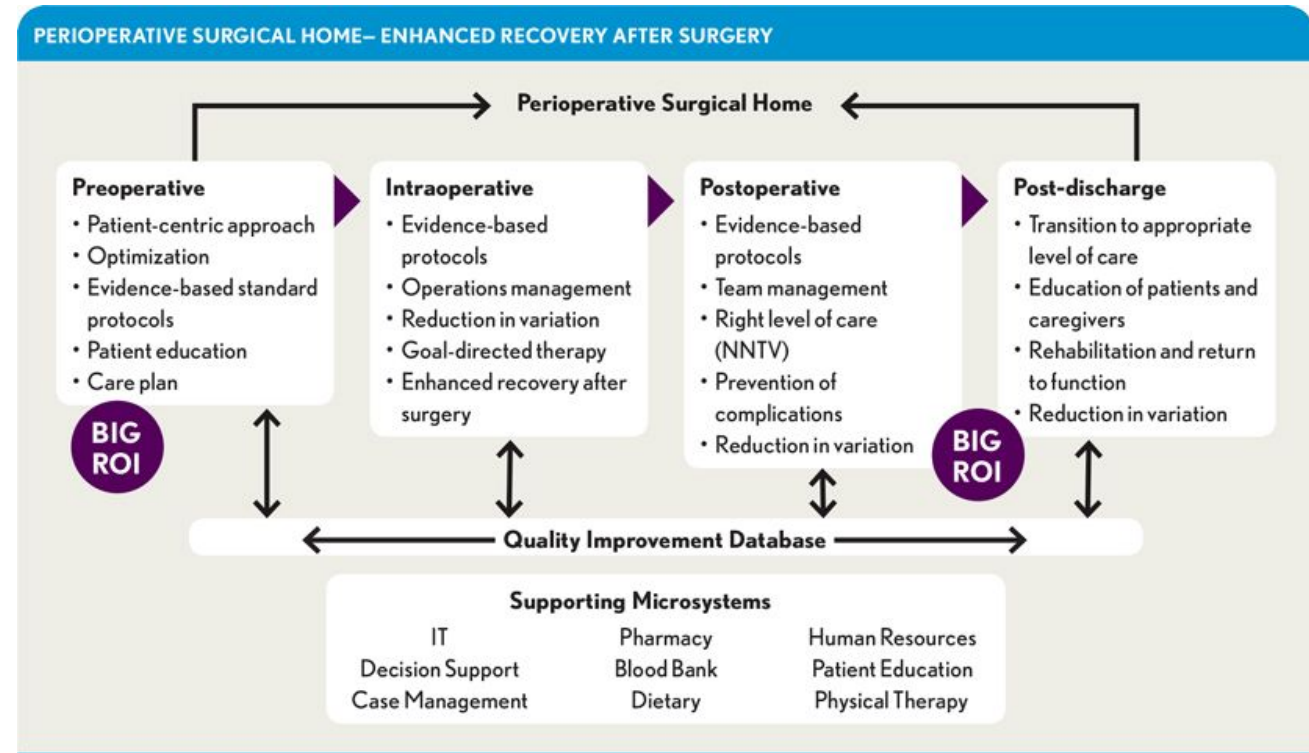 PERIOPERATIVE SURGICAL HOME– ENHANCED RECOVERY AFTER SURGERY
Perioperative Surgical Home
Preoperative
• Patient-centric approach
• Optimization
• Evidence-based standard
protocols
• Patient education
• Care plan
BIG
ROI
Intraoperative
• Evidence-based
protocols
• Operations management
• Reduction in variation
• Goal-directed therapy
• Enhanced recovery after
surgery
Postoperative
• Evidence-based
protocols
• Team management
• Right level of care
(NNTV)
• Prevention of
complications
• Reduction in variation
BIG
ROI
Post-discharge
• Transition to appropriate
level of care
• Education of patients and
caregivers
• Rehabilitation and return
to function
• Reduction in variation
Quality Improvement Database
Supporting Microsystems
IT
Decision Support
Case Management
Pharmacy
Blood Bank
Dietary
Human Resources
Patient Education
Physical Therapy